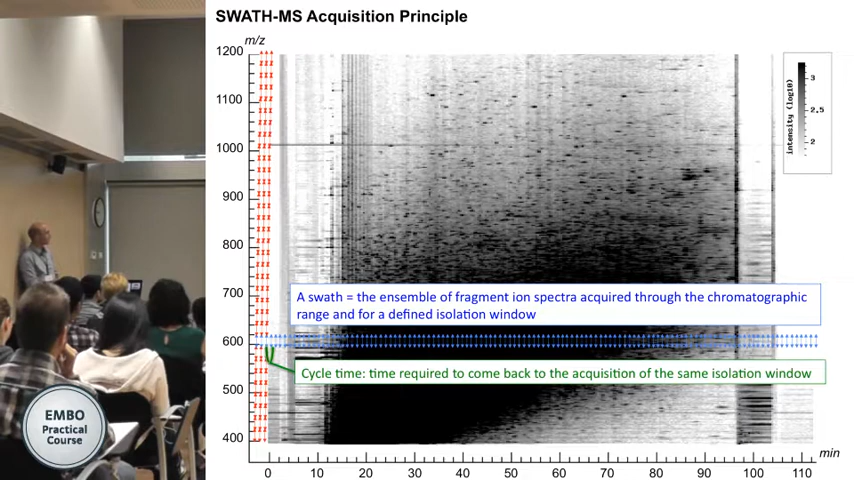 SWATH-MS Acquisition Principle
m/z
1200
1100
1000
900
800
700
600
500
400
intensity (log10)
3
2.5
2
A swath = the ensemble of fragment ion spectra acquired through the chromatographic
range and for a defined isolation window
Cycle time: time required to come back to the acquisition of the same isolation window
min
0 10 20 30 40 50 60 70 80 90 100 110
EMBO
Practical
Course